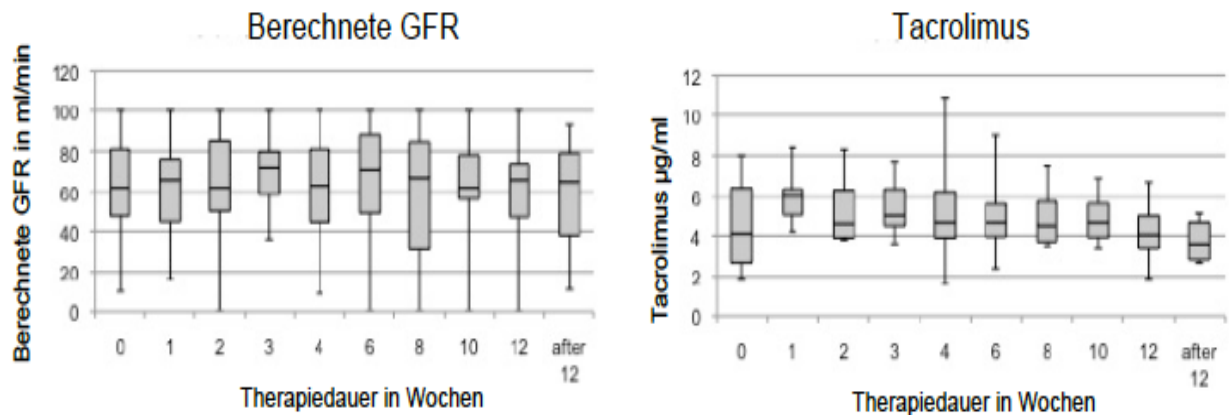 Berechnete GFR
Berechnete GFR in ml/min
120
100
80
60
40
20
0
0 1 2 3 4 6 8 10 12 after
12
Therapiedauer in Wochen
Tacrolimus
Tacrolimus µg/ml
12
10
8
6
4
2
0
0 1 2 3 4 6 8 10 12 after
12
Therapiedauer in Wochen